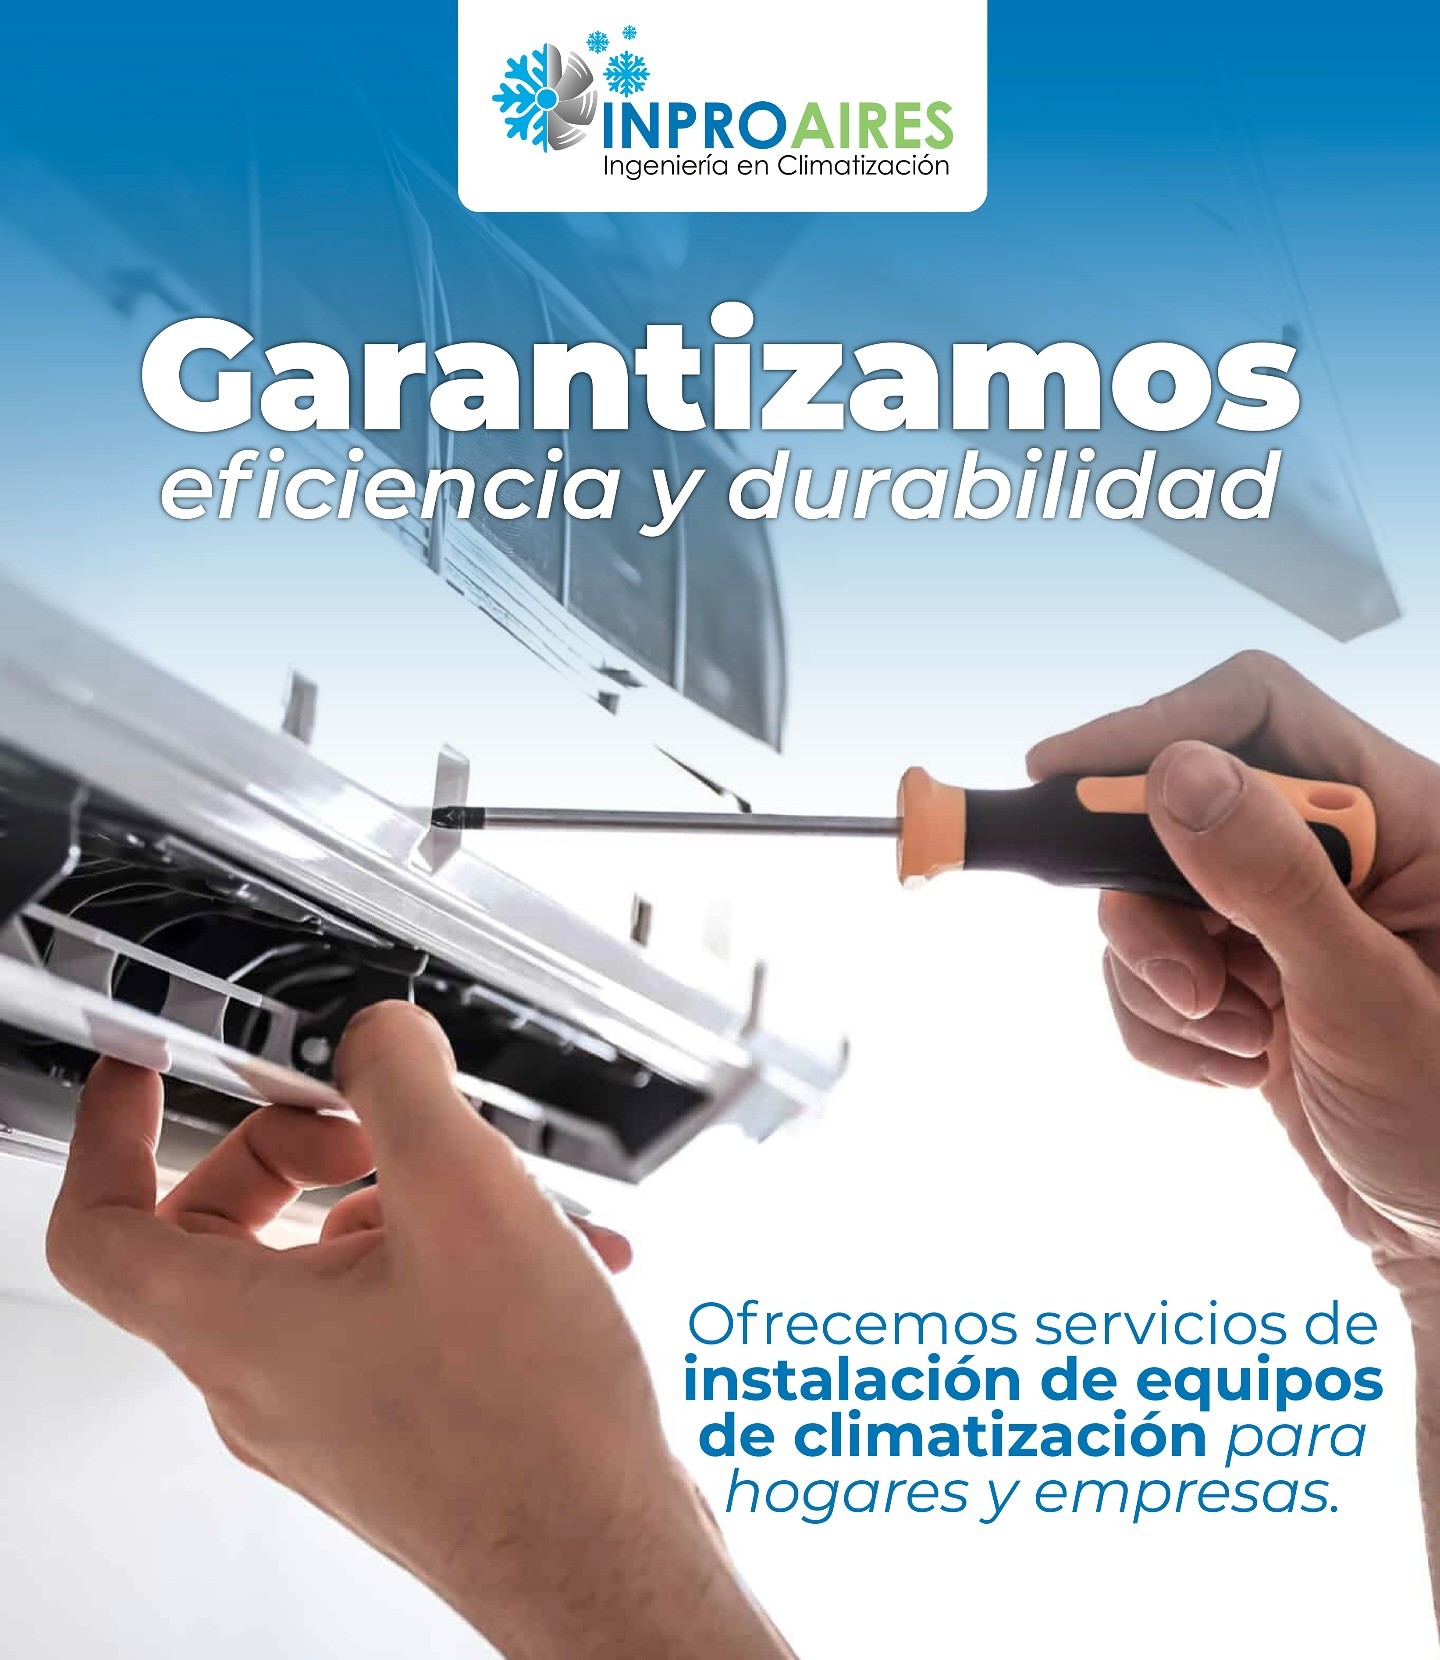 INPROAIRES
Ingeniería en Climatización
Garantizamos
eficiencia y durabilidad
Ofrecemos servicios de
instalación de equipos
de climatización para
hogares y empresas.